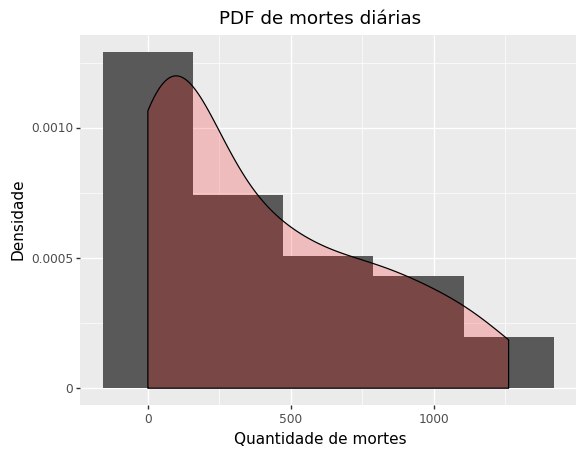 PDF de mortes diárias
Densidade
0.0010
0.0005
0
0
500
1000
Quantidade de mortes